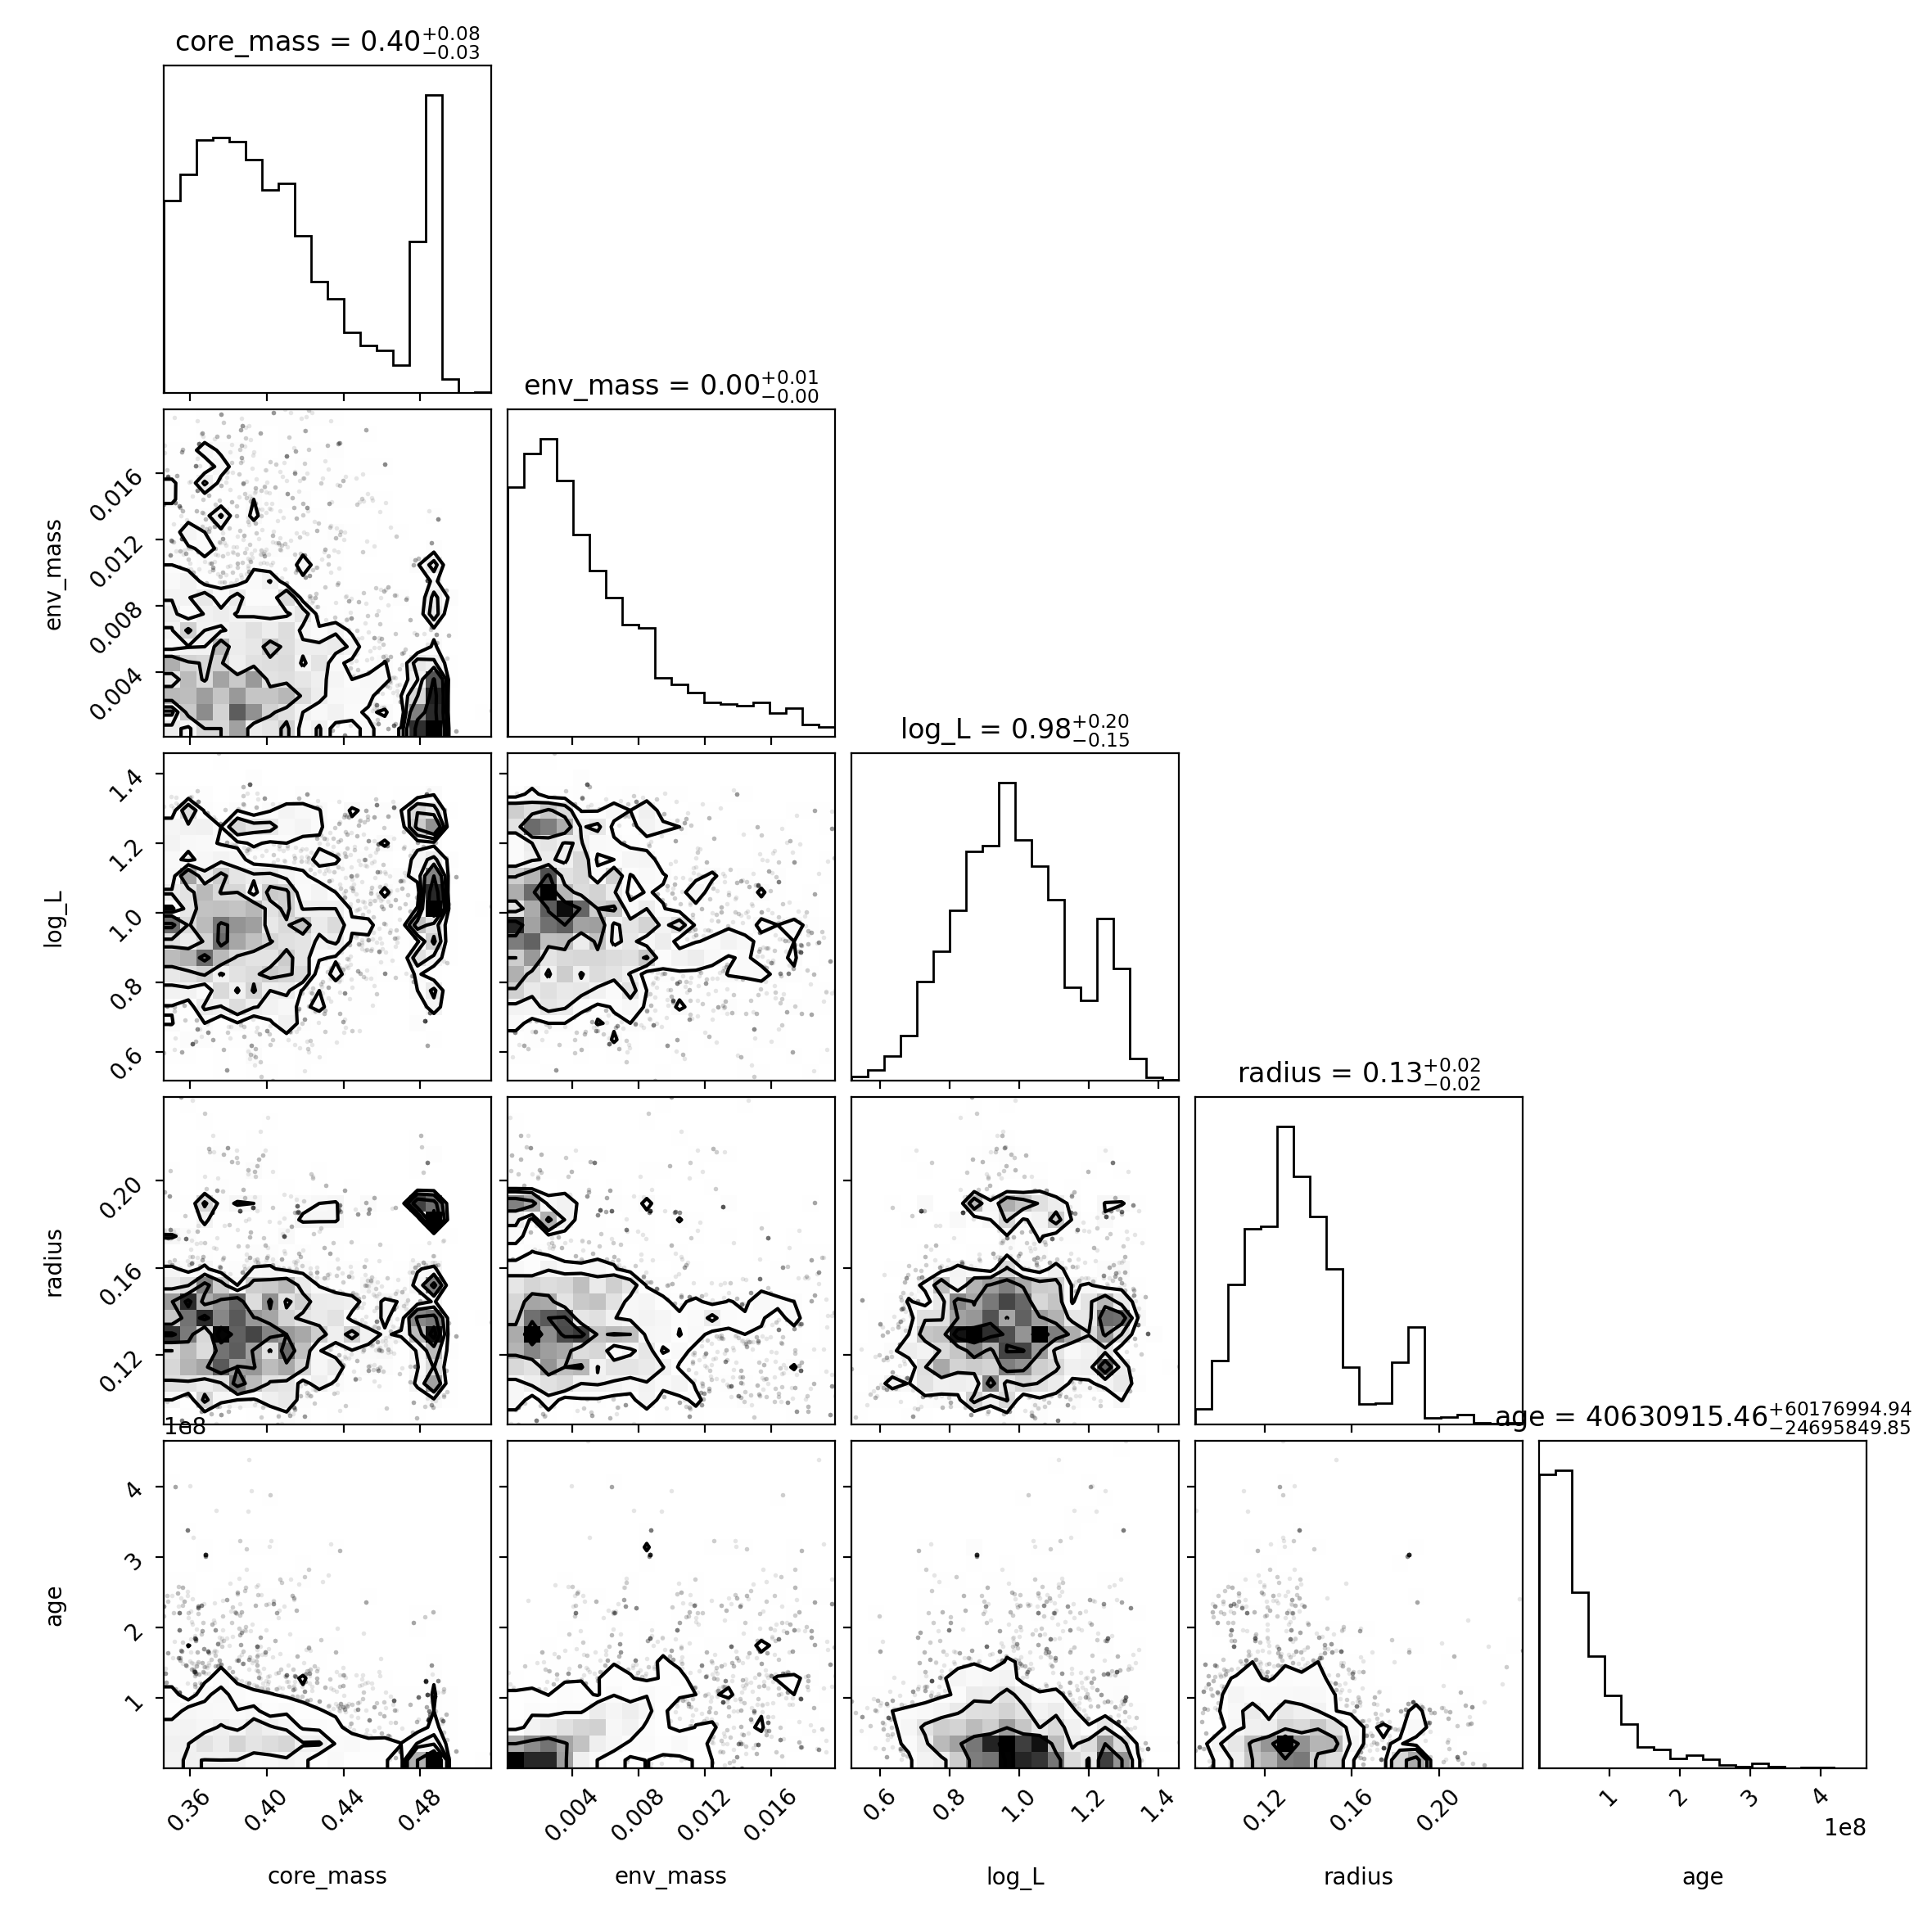 core_mass = 0.40+0.08−0.03
env_mass = 0.00+0.01−0.00
0.016
0.012
0.008
0.004
env_mass
log_L = 0.98+0.20−0.15
1.4
1.2
1.0
0.8
0.6
log_L
radius = 0.13+0.02−0.02
0.20
0.16
0.12
radius
1e8
age = 40630915.46+60176994.94−24695849.85
4
3
2
1
age
0.36 0.40 0.44 0.48
0.004 0.008 0.012 0.016
0.6 0.8 1.0 1.2 1.4
0.12 0.16 0.20
1 2 3 4
1e8
core_mass env_mass log_L radius age